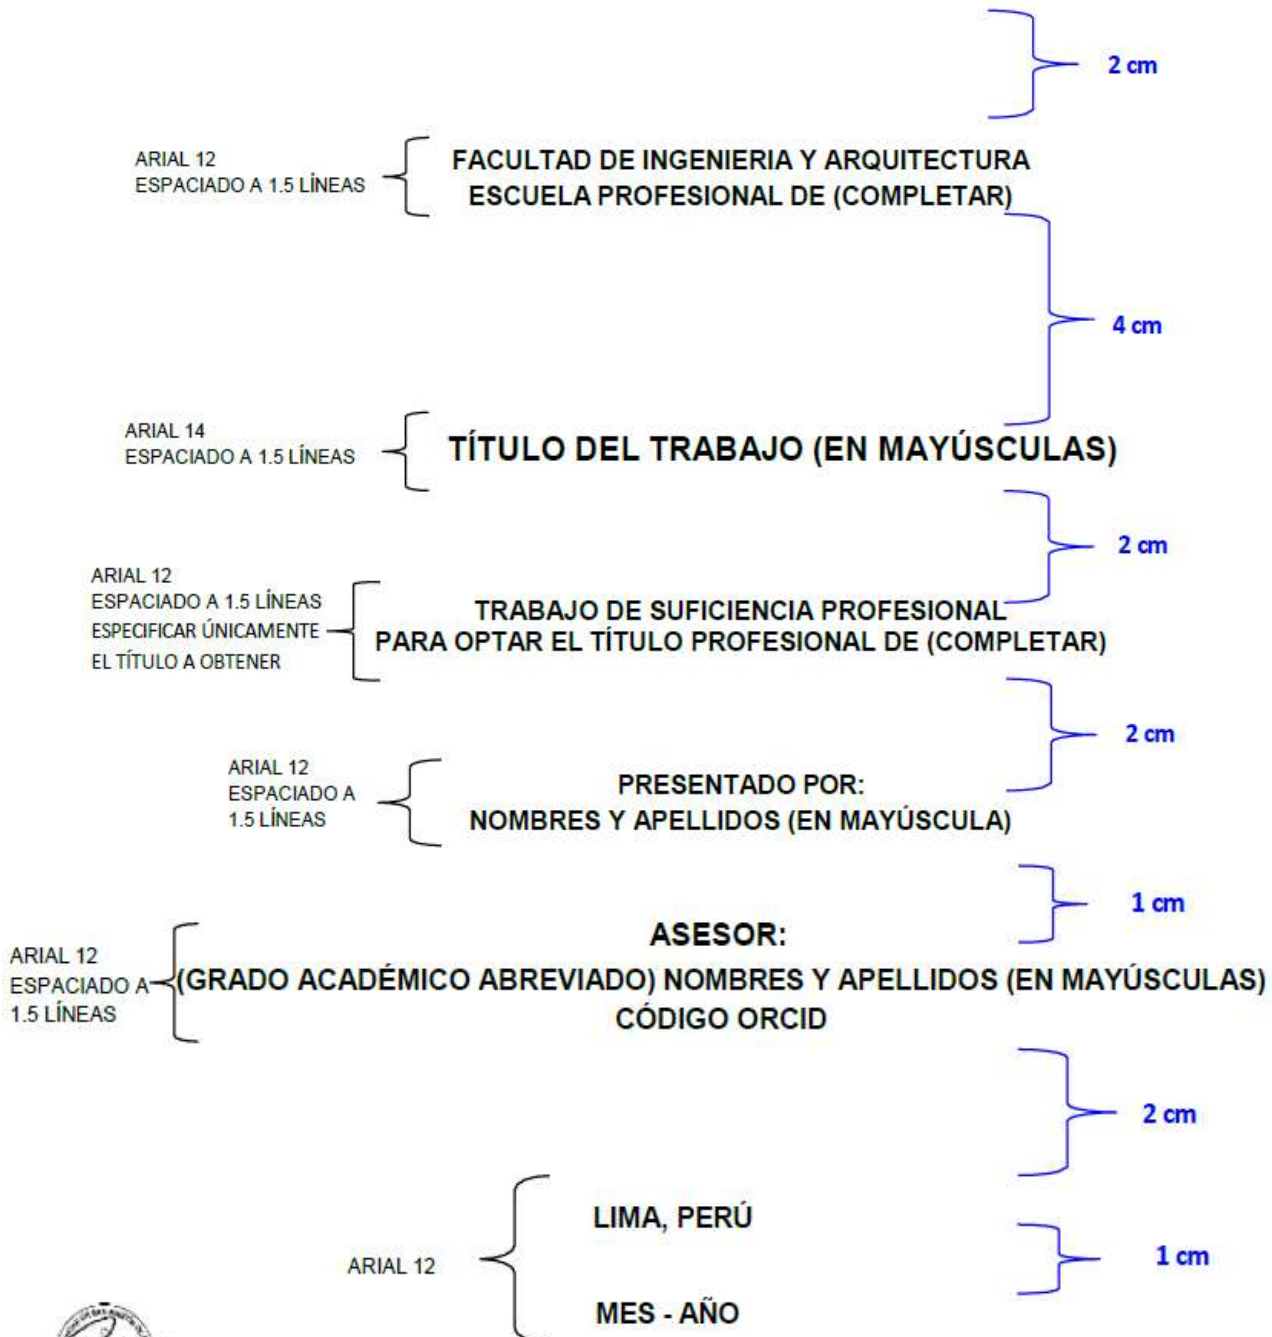 2 cm
ARIAL 12
ESPACIADO A 1.5 LÍNEAS
FACULTAD DE INGENIERIA Y ARQUITECTURA
ESCUELA PROFESIONAL DE (COMPLETAR)
4 cm
ARIAL 14
ESPACIADO A 1.5 LÍNEAS
TÍTULO DEL TRABAJO (EN MAYÚSCULAS)
2 cm
ARIAL 12
ESPACIADO A 1.5 LÍNEAS
ESPECIFICAR ÚNICAMENTE
EL TÍTULO A OBTENER
TRABAJO DE SUFICIENCIA PROFESIONAL
PARA OPTAR EL TÍTULO PROFESIONAL DE (COMPLETAR)
2 cm
ARIAL 12
ESPACIADO A
1.5 LÍNEAS
PRESENTADO POR:
NOMBRES Y APELLIDOS (EN MAYÚSCULA)
1 cm
ARIAL 12
ESPACIADO A
1.5 LÍNEAS
ASESOR:
(GRADO ACADÉMICO ABREVIADO) NOMBRES Y APELLIDOS (EN MAYÚSCULAS)
CÓDIGO ORCID
2 cm
ARIAL 12
LIMA, PERÚ
1 cm
MES - AÑO